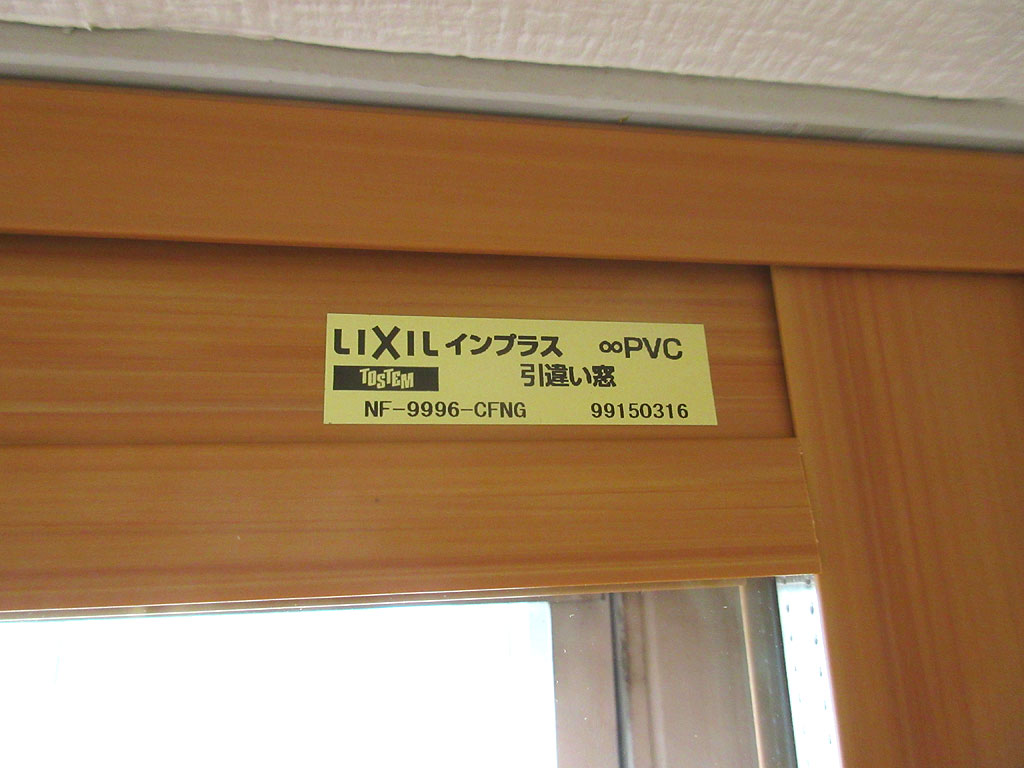 LIXIL インプラス ∞PVC
TOSTEM 引違い窓
NF-9996-CFNG 99150316